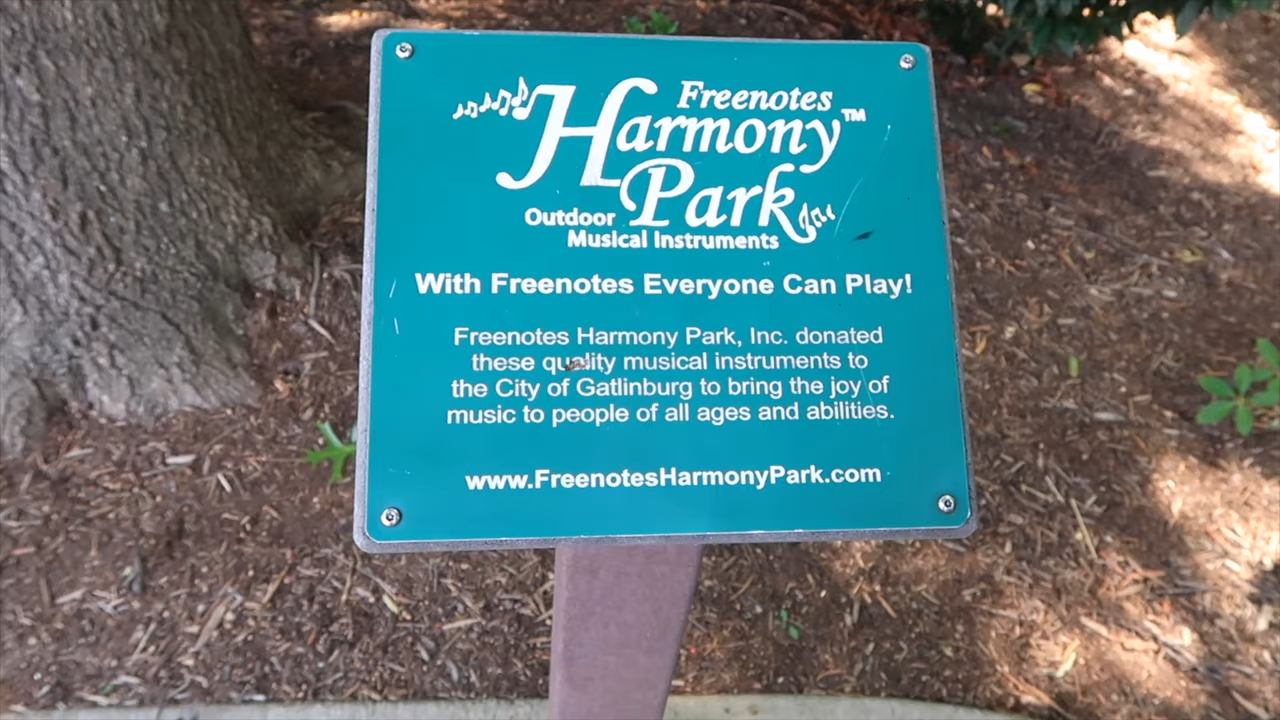 Freenotes
Harmony™
Park
Outdoor
Musical Instruments
With Freenotes Everyone Can Play!
Freenotes Harmony Park, Inc. donated
these quality musical instruments to
the City of Gatlinburg to bring the joy of
music to people of all ages and abilities.
www.FreenotesHarmonyPark.com